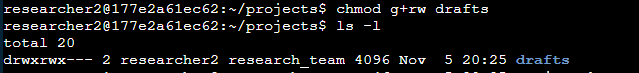 researcher2@177e2a61ec62:~/projects$ chmod g+rw drafts
researcher2@177e2a61ec62:~/projects$ ls -l
total 20
drwxrwx--- 2 researcher2 research_team 4096 Nov  5 20:25 drafts